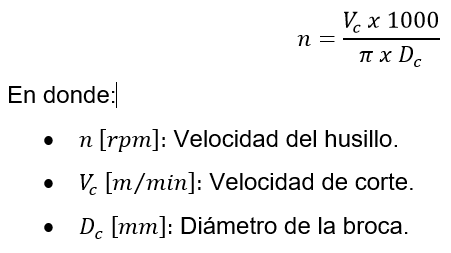 n = V_c x 1000 / π x D_c
En donde:
• n [rpm]: Velocidad del husillo.
• V_c [m/min]: Velocidad de corte.
• D_c [mm]: Diámetro de la broca.